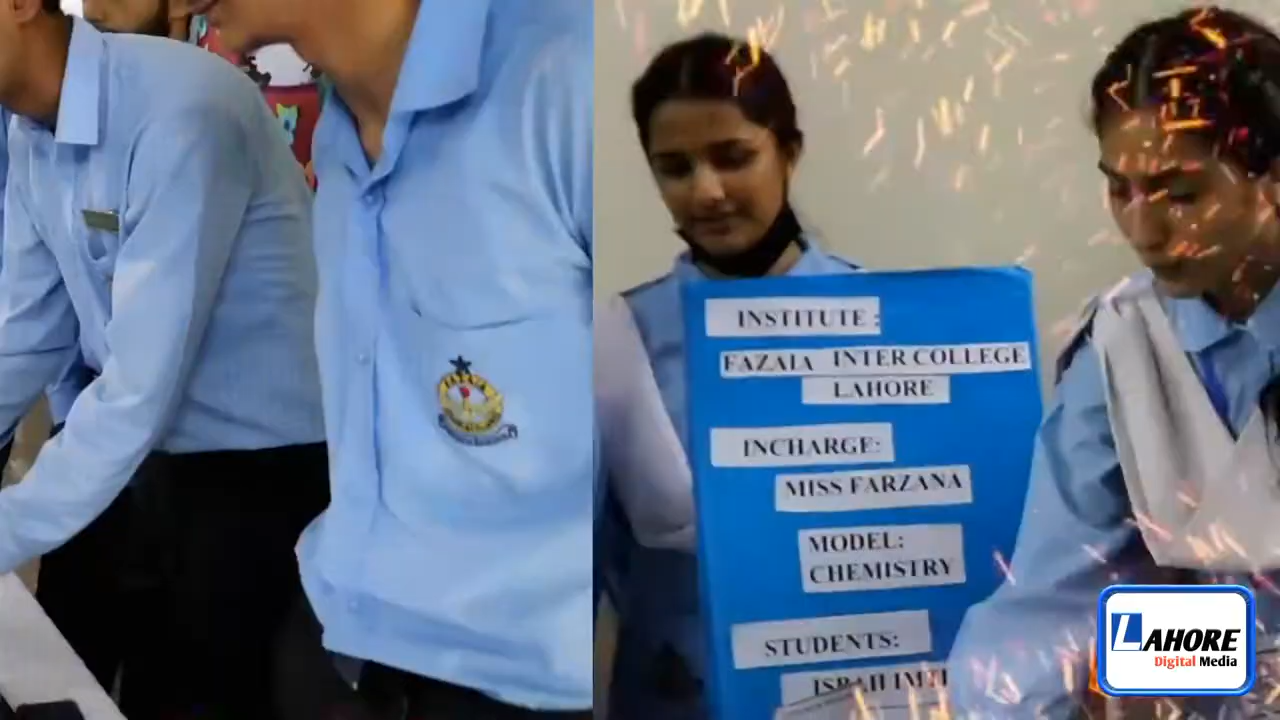 INSTITUTE :
FAZAIA INTER COLLEGE
LAHORE
INCHARGE:
MISS FARZANA
MODEL:
CHEMISTRY
STUDENTS:
LAHORE
Digital Media